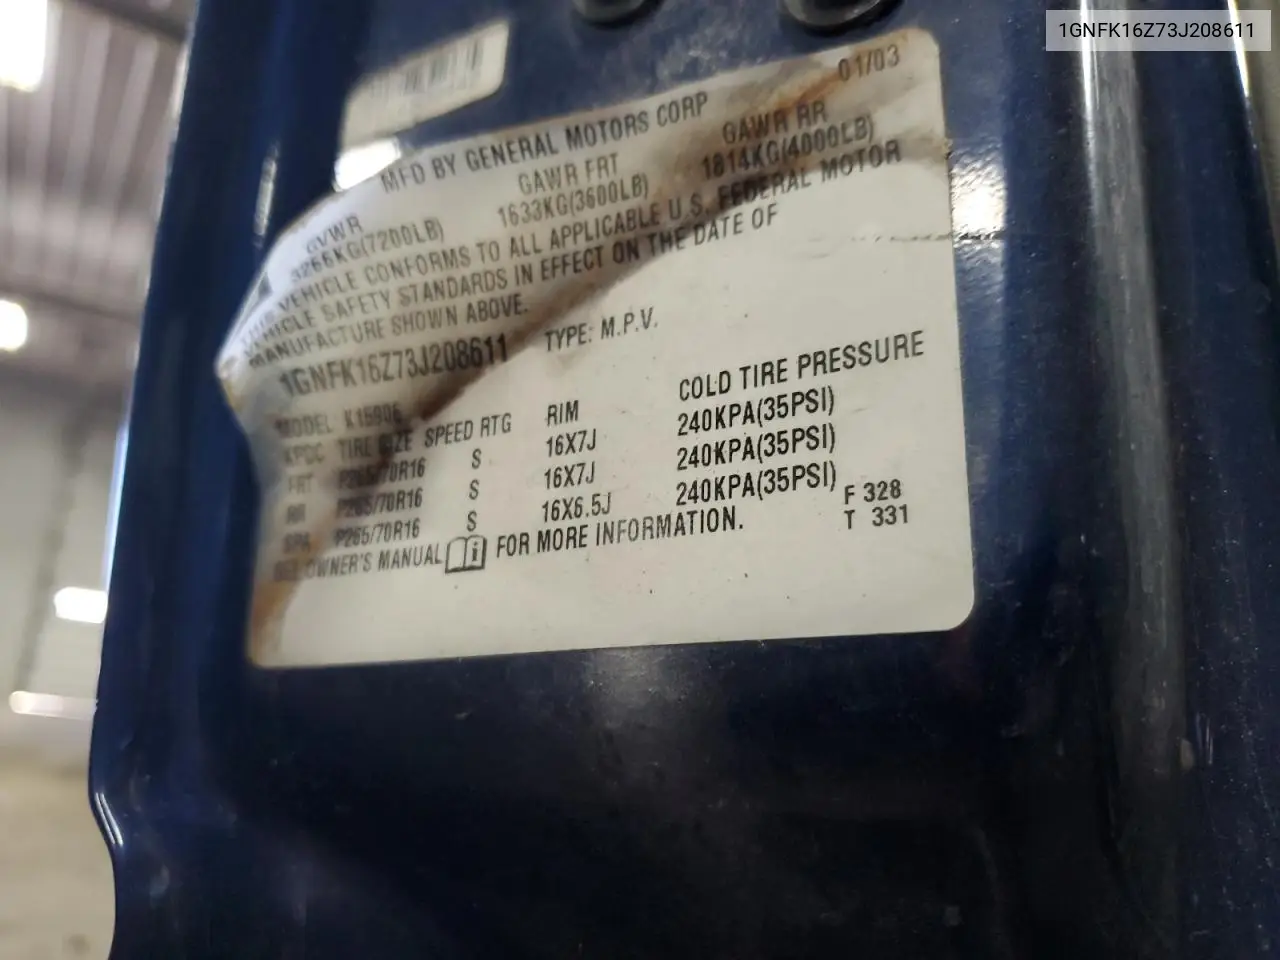 1GNFK16Z73J208611
01/03
MFD BY GENERAL MOTORS CORP
GVWR GAWR FRT GAWR RR
3266KG(7200LB) 1633KG(3600LB) 1814KG(4000LB)
THIS VEHICLE CONFORMS TO ALL APPLICABLE U.S. FEDERAL MOTOR
VEHICLE SAFETY STANDARDS IN EFFECT ON THE DATE OF
MANUFACTURE SHOWN ABOVE.
1GNFK16Z73J208611 TYPE: M.P.V.
MODEL K15906
TIRE SIZE SPEED RTG RIM COLD TIRE PRESSURE
FRT P265/70R16 S 16X7J 240KPA(35PSI)
RR P265/70R16 S 16X7J 240KPA(35PSI)
SPA P265/70R16 S 16X6.5J 240KPA(35PSI)
SEE OWNER'S MANUAL FOR MORE INFORMATION.
F 328
T 331